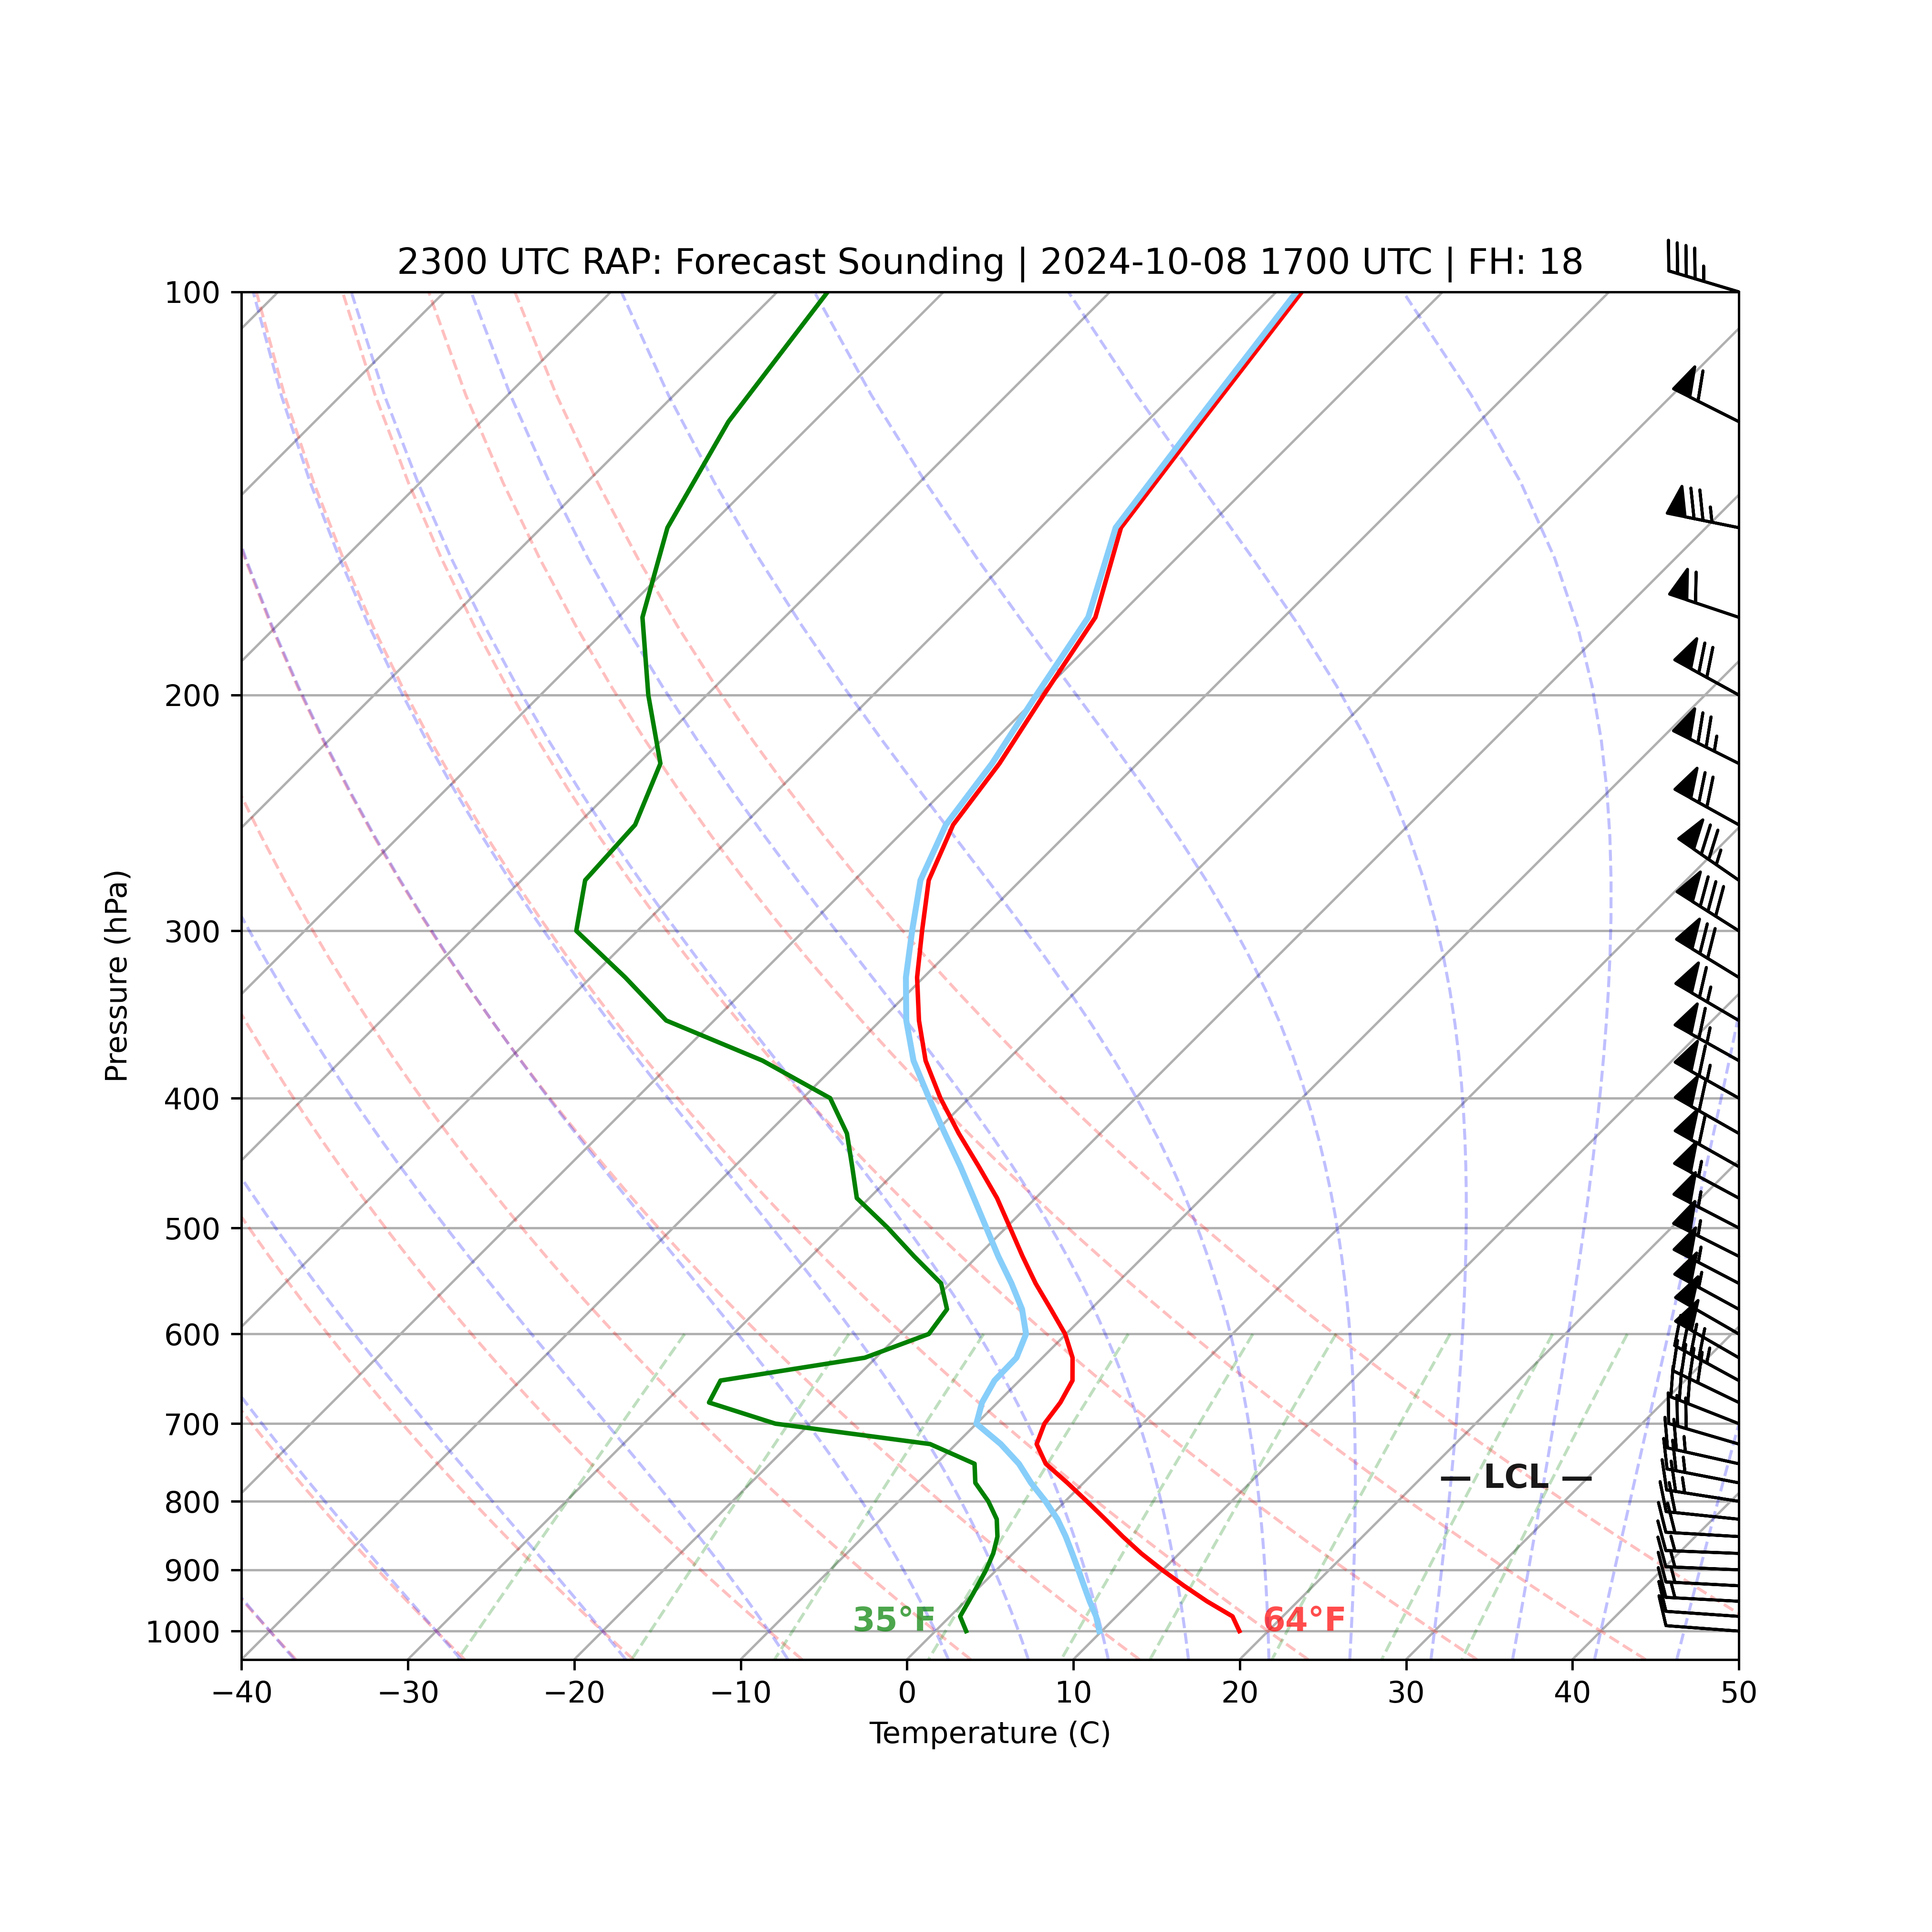 2300 UTC RAP: Forecast Sounding | 2024-10-08 1700 UTC | FH: 18
100
200
300
400
500
600
700
800
900
1000
Pressure (hPa)
— LCL —
35°F
64°F
−40 −30 −20 −10 0 10 20 30 40 50
Temperature (C)